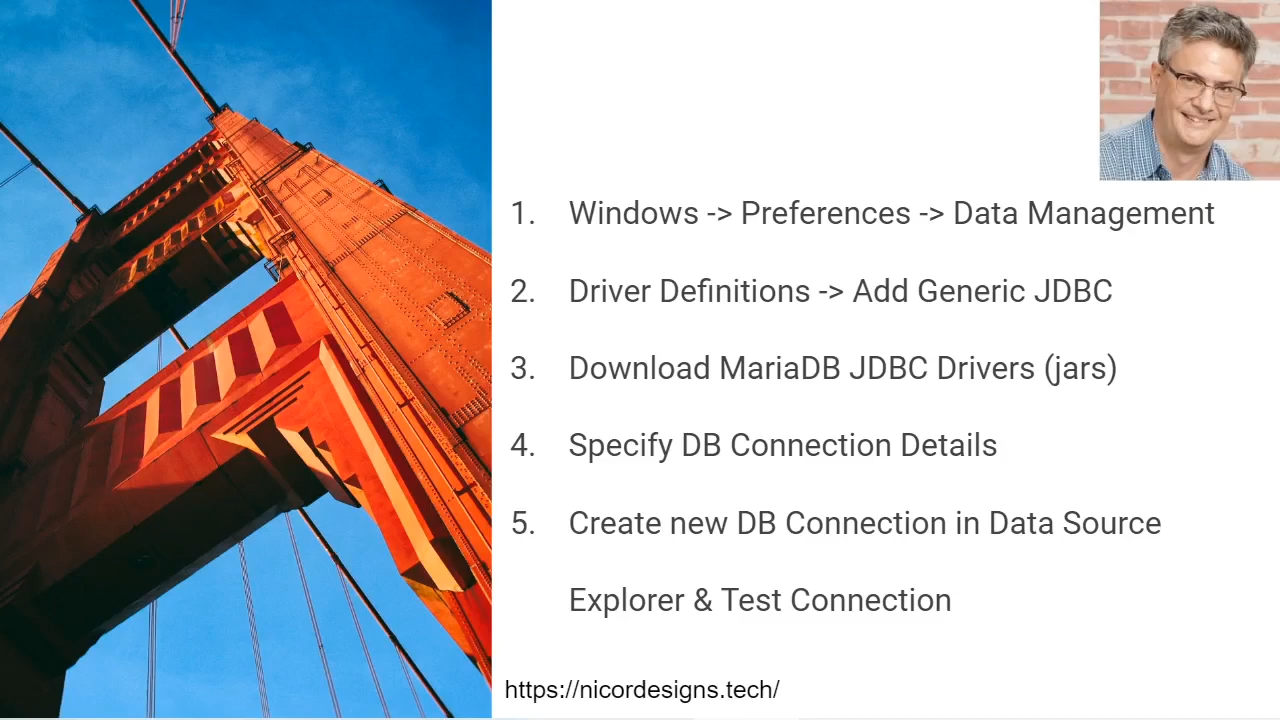 1. Windows -> Preferences -> Data Management
2. Driver Definitions -> Add Generic JDBC
3. Download MariaDB JDBC Drivers (jars)
4. Specify DB Connection Details
5. Create new DB Connection in Data Source
Explorer & Test Connection
https://nicordesigns.tech/